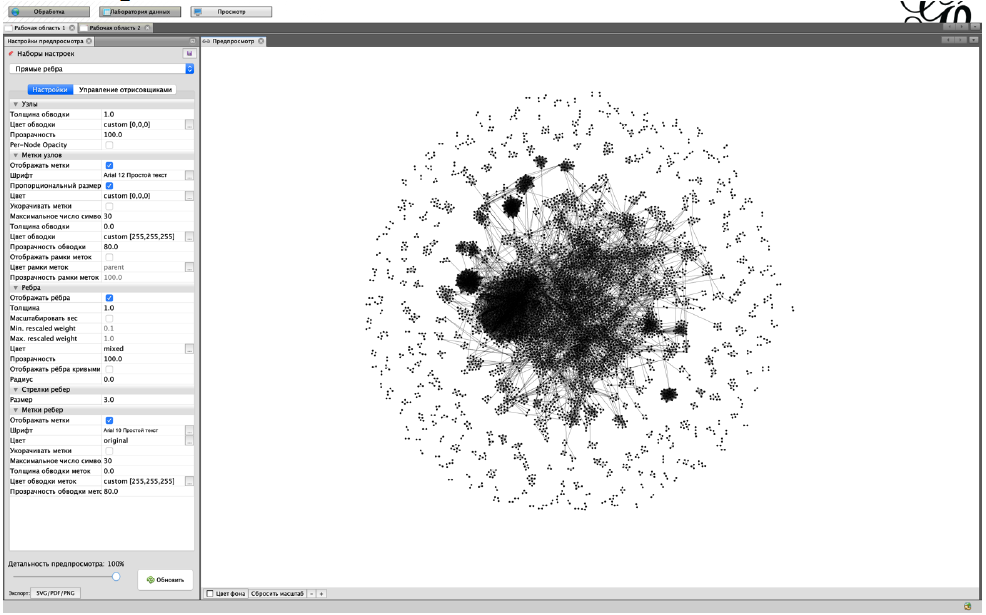 Обработка Лаборатория данных Просмотр
Рабочая область 1 Рабочая область 2
Настройки предпросмотра Предпросмотр
Наборы настроек
Прямые ребра
Настройки Управление отрисовщиками
Узлы
Толщина обводки 1.0
Цвет обводки custom [0,0,0] ...
Прозрачность 100.0
Per-Node Opacity
Метки узлов
Отображать метки
Шрифт Arial 12 Простой текст ...
Пропорциональный размер
Цвет custom [0,0,0] ...
Укорачивать метки
Максимальное число симво 30
Толщина обводки 0.0
Цвет обводки custom [255,255,255] ...
Прозрачность обводки 80.0
Отображать рамки меток
Цвет рамки меток parent ...
Прозрачность рамки меток 100.0
Ребра
Отображать рёбра
Толщина 1.0
Масштабировать вес
Min. rescaled weight 0.1
Max. rescaled weight 1.0
Цвет mixed ...
Прозрачность 100.0
Отображать рёбра кривыми
Радиус 0.0
Стрелки ребер
Размер 3.0
Метки ребер
Отображать метки
Шрифт Arial 10 Простой текст ...
Цвет original ...
Укорачивать метки
Максимальное число симво 30
Толщина обводки меток 0.0
Цвет обводки меток custom [255,255,255] ...
Прозрачность обводки метс 80.0
Детальность предпросмотра: 100%
Обновить
Экспорт: SVG/PDF/PNG
Цвет фона Сбросить масштаб - +